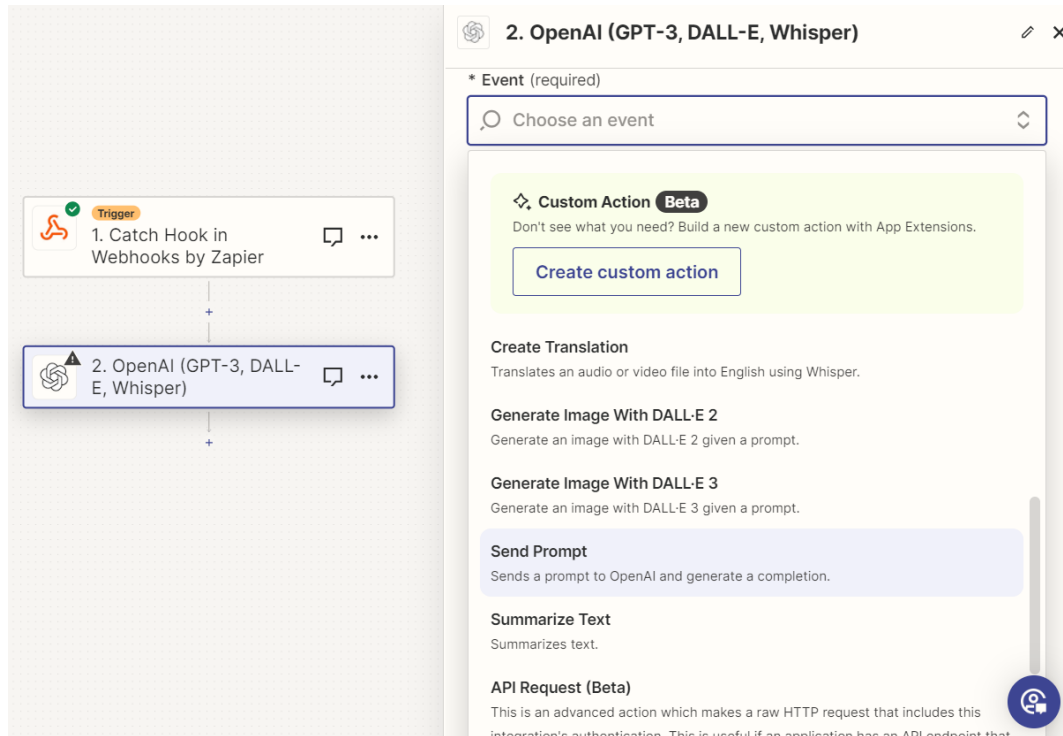 Trigger
1. Catch Hook in
Webhooks by Zapier
2. OpenAI (GPT-3, DALL-
E, Whisper)
2. OpenAI (GPT-3, DALL-E, Whisper)
* Event (required)
Choose an event
Custom Action Beta
Don't see what you need? Build a new custom action with App Extensions.
Create custom action
Create Translation
Translates an audio or video file into English using Whisper.
Generate Image With DALL·E 2
Generate an image with DALL·E 2 given a prompt.
Generate Image With DALL·E 3
Generate an image with DALL·E 3 given a prompt.
Send Prompt
Sends a prompt to OpenAI and generate a completion.
Summarize Text
Summarizes text.
API Request (Beta)
This is an advanced action which makes a raw HTTP request that includes this
integration's authentication. This is useful if an application has an API endpoint that